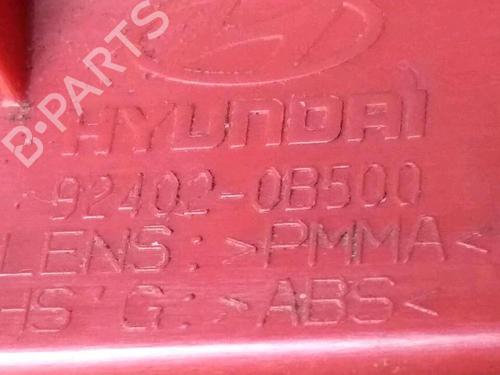 B-PARTS
HYUNDAI
92402-0B500
LENS: >PMMA<
HS'G: >ABS<